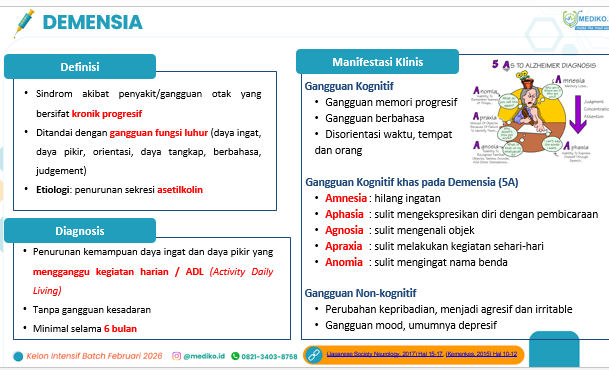 DEMENSIA
MEDIKO.
Definisi
• Sindrom akibat penyakit/gangguan otak yang
bersifat kronik progresif
• Ditandai dengan gangguan fungsi luhur (daya ingat,
daya pikir, orientasi, daya tangkap, berbahasa,
judgement)
• Etiologi: penurunan sekresi asetilkolin
Diagnosis
• Penurunan kemampuan daya ingat dan daya pikir yang
mengganggu kegiatan harian / ADL (Activity Daily
Living)
• Tanpa gangguan kesadaran
• Minimal selama 6 bulan
Manifestasi Klinis
Gangguan Kognitif
• Gangguan memori progresif
• Gangguan berbahasa
• Disorientasi waktu, tempat
dan orang
5 AS TO ALZHEIMER DIAGNOSIS
Anomia
Amnesia
Memory Loss
Apraxia
Judgment
Concentration
Agnosia
Aphasia
Gangguan Kognitif khas pada Demensia (5A)
• Amnesia : hilang ingatan
• Aphasia : sulit mengekspresikan diri dengan pembicaraan
• Agnosia : sulit mengenali objek
• Apraxia : sulit melakukan kegiatan sehari-hari
• Anomia : sulit mengingat nama benda
Gangguan Non-kognitif
• Perubahan kepribadian, menjadi agresif dan irritable
• Gangguan mood, umumnya depresif
Kelon Intensif Batch Februari 2026 @mediko.id 0821-3403-8758